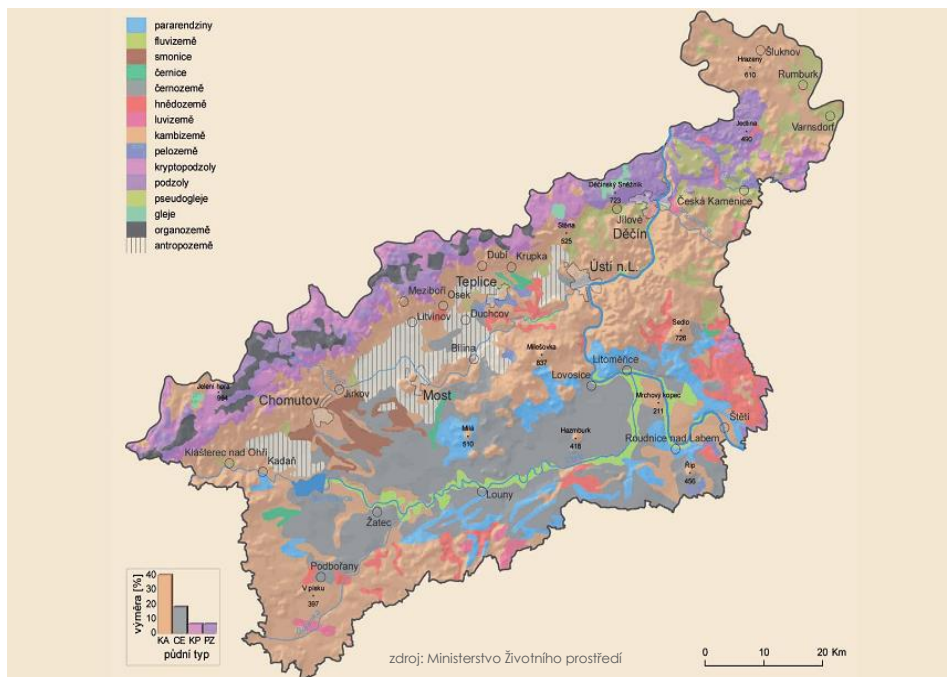 pararendziny
fluvizemě
smonice
černice
černozemě
hnědozemě
luvizemě
kambizemě
pelozemě
kryptopodzoly
podzoly
pseudogleje
gleje
organozemě
antropozemě
Šluknov
Hrazený
610
Rumburk
Varnsdorf
Jedlina
490
Děčínský Sněžník
723
Česká Kamenice
Jílové
Děčín
Stěna
525
Dubí
Krupka
Ústí n.L.
Teplice
Meziboří
Osek
Duchcov
Litvínov
Sedlo
726
Bílina
Milešovka
837
Litoměřice
Lovosice
Jelení hora
994
Jirkov
Chomutov
Most
Mrchový kopec
211
Štětí
Milá
510
Hazmburk
418
Roudnice nad Labem
Klášterec nad Ohří
Kadaň
Říp
456
Louny
Žatec
Podbořany
V písku
397
výměra [%]
40
30
20
10
0
KA CE KP PZ
půdní typ
zdroj: Ministerstvo Životního prostředí
0 10 20 Km